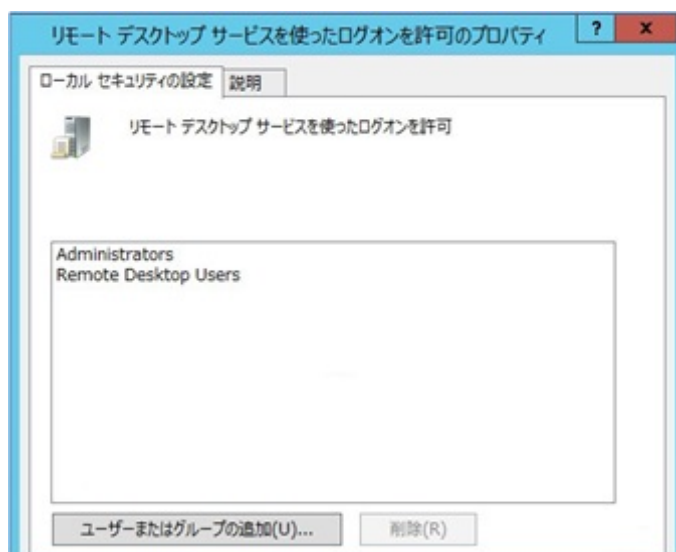 リモート デスクトップ サービスを使ったログオンを許可のプロパティ ? x
ローカル セキュリティの設定 説明
リモート デスクトップ サービスを使ったログオンを許可
Administrators
Remote Desktop Users
ユーザーまたはグループの追加(U)... 削除(R)